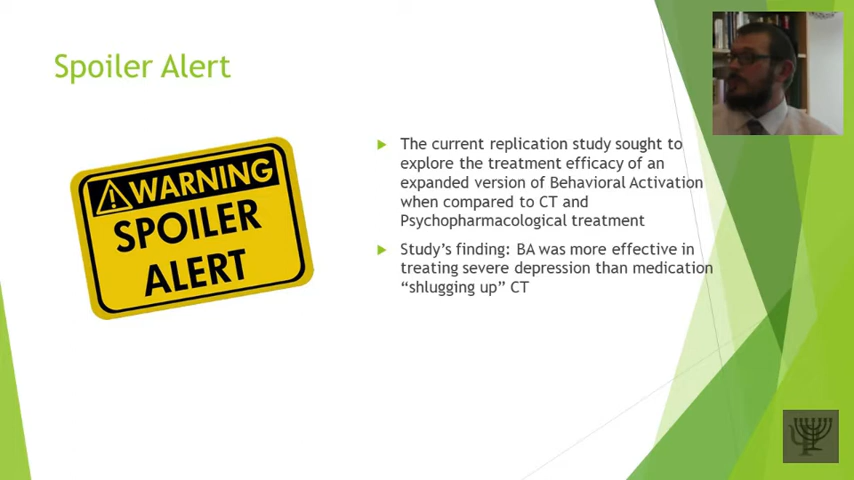 Spoiler Alert
WARNING
SPOILER
ALERT
The current replication study sought to
explore the treatment efficacy of an
expanded version of Behavioral Activation
when compared to CT and
Psychopharmacological treatment
Study's finding: BA was more effective in
treating severe depression than medication
“shlugging up” CT